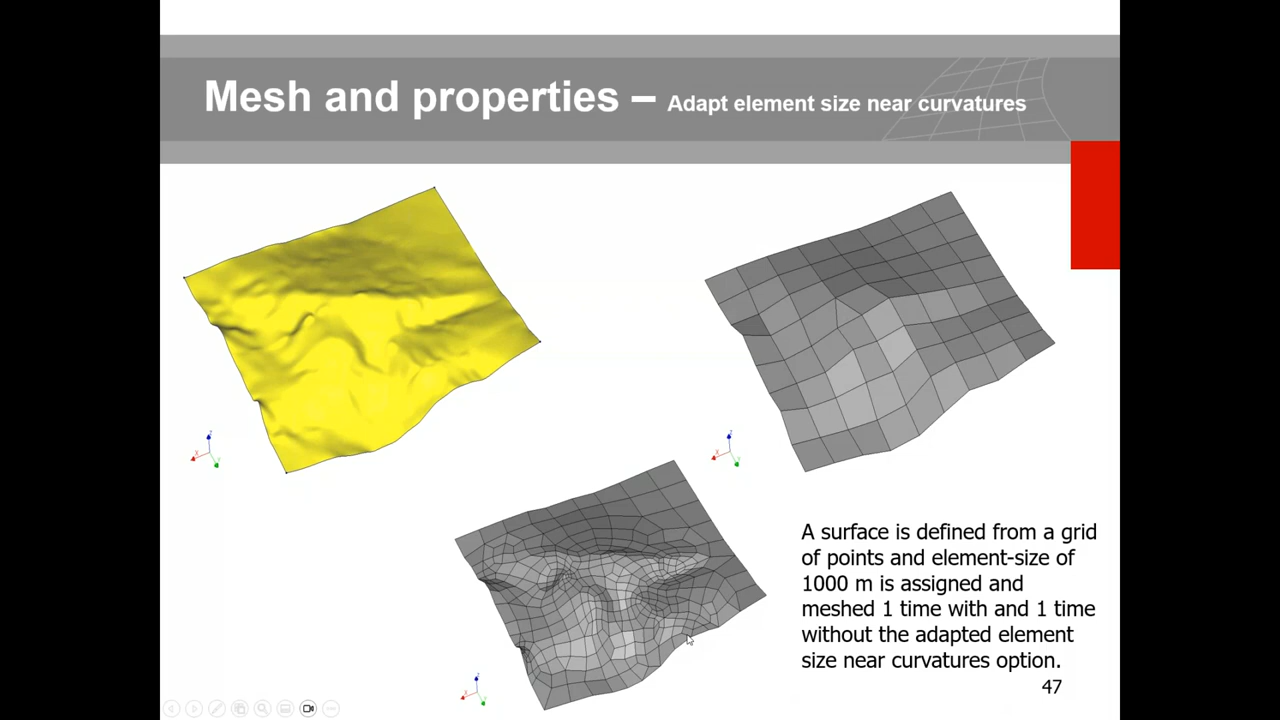 Mesh and properties – Adapt element size near curvatures
A surface is defined from a grid
of points and element-size of
1000 m is assigned and
meshed 1 time with and 1 time
without the adapted element
size near curvatures option.
47